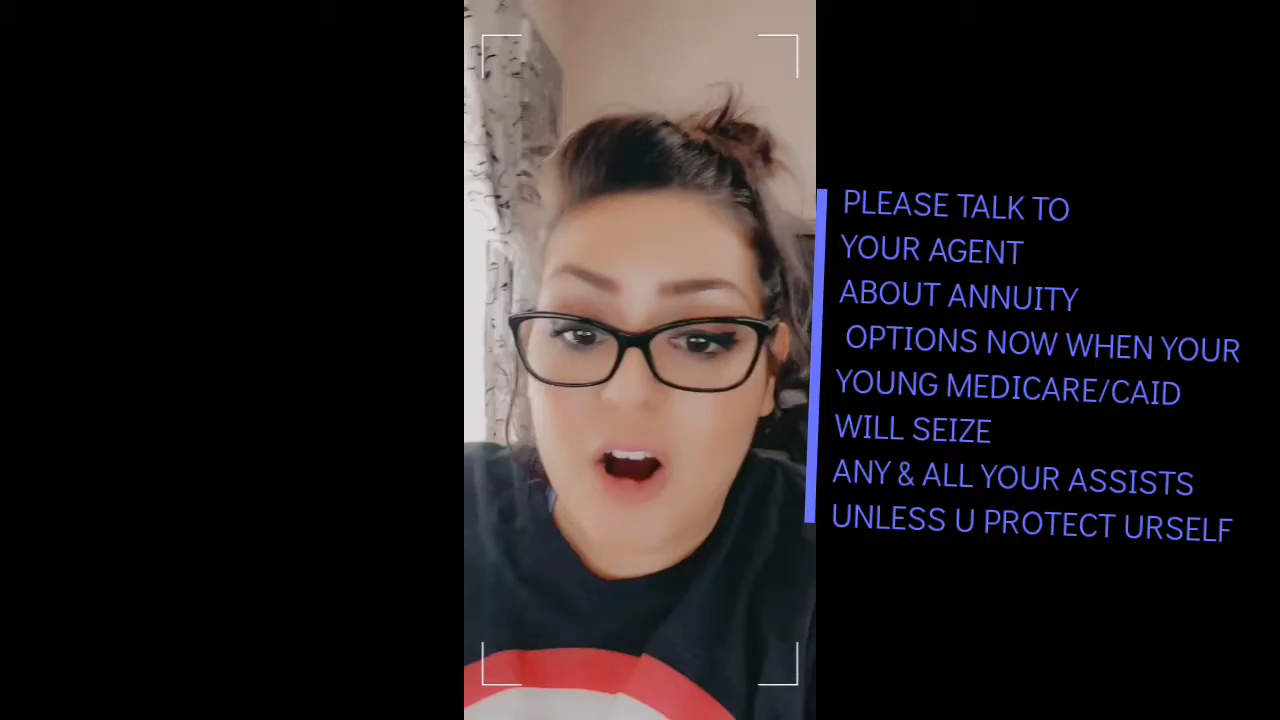 PLEASE TALK TO
YOUR AGENT
ABOUT ANNUITY
OPTIONS NOW WHEN YOUR
YOUNG MEDICARE/CAID
WILL SEIZE
ANY & ALL YOUR ASSISTS
UNLESS U PROTECT URSELF